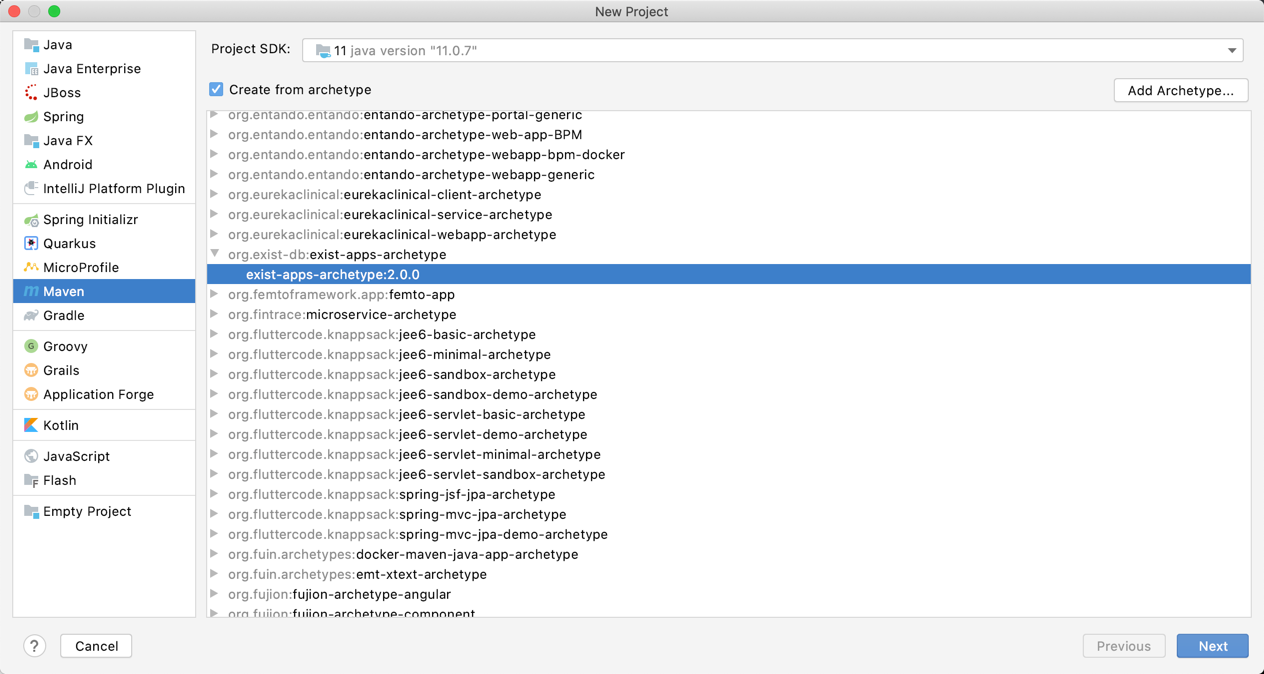 New Project
Java
Java Enterprise
JBoss
Spring
Java FX
Android
IntelliJ Platform Plugin
Spring Initializr
Quarkus
MicroProfile
Maven
Gradle
Groovy
Grails
Application Forge
Kotlin
JavaScript
Flash
Empty Project
Project SDK: 11 java version "11.0.7"
Create from archetype Add Archetype...
org.entando.entando:entando-archetype-portal-generic
org.entando.entando:entando-archetype-web-app-BPM
org.entando.entando:entando-archetype-webapp-bpm-docker
org.entando.entando:entando-archetype-webapp-generic
org.eurekaclinical:eurekaclinical-client-archetype
org.eurekaclinical:eurekaclinical-service-archetype
org.eurekaclinical:eurekaclinical-webapp-archetype
org.exist-db:exist-apps-archetype
exist-apps-archetype:2.0.0
org.femtoframework.app:femto-app
org.fintrace:microservice-archetype
org.fluttercode.knappsack:jee6-basic-archetype
org.fluttercode.knappsack:jee6-minimal-archetype
org.fluttercode.knappsack:jee6-sandbox-archetype
org.fluttercode.knappsack:jee6-sandbox-demo-archetype
org.fluttercode.knappsack:jee6-servlet-basic-archetype
org.fluttercode.knappsack:jee6-servlet-demo-archetype
org.fluttercode.knappsack:jee6-servlet-minimal-archetype
org.fluttercode.knappsack:jee6-servlet-sandbox-archetype
org.fluttercode.knappsack:spring-jsf-jpa-archetype
org.fluttercode.knappsack:spring-mvc-jpa-archetype
org.fluttercode.knappsack:spring-mvc-jpa-demo-archetype
org.fuin.archetypes:docker-maven-java-app-archetype
org.fuin.archetypes:emt-xtext-archetype
org.fujion:fujion-archetype-angular
org.fujion:fujion-archetype-component
? Cancel Previous Next